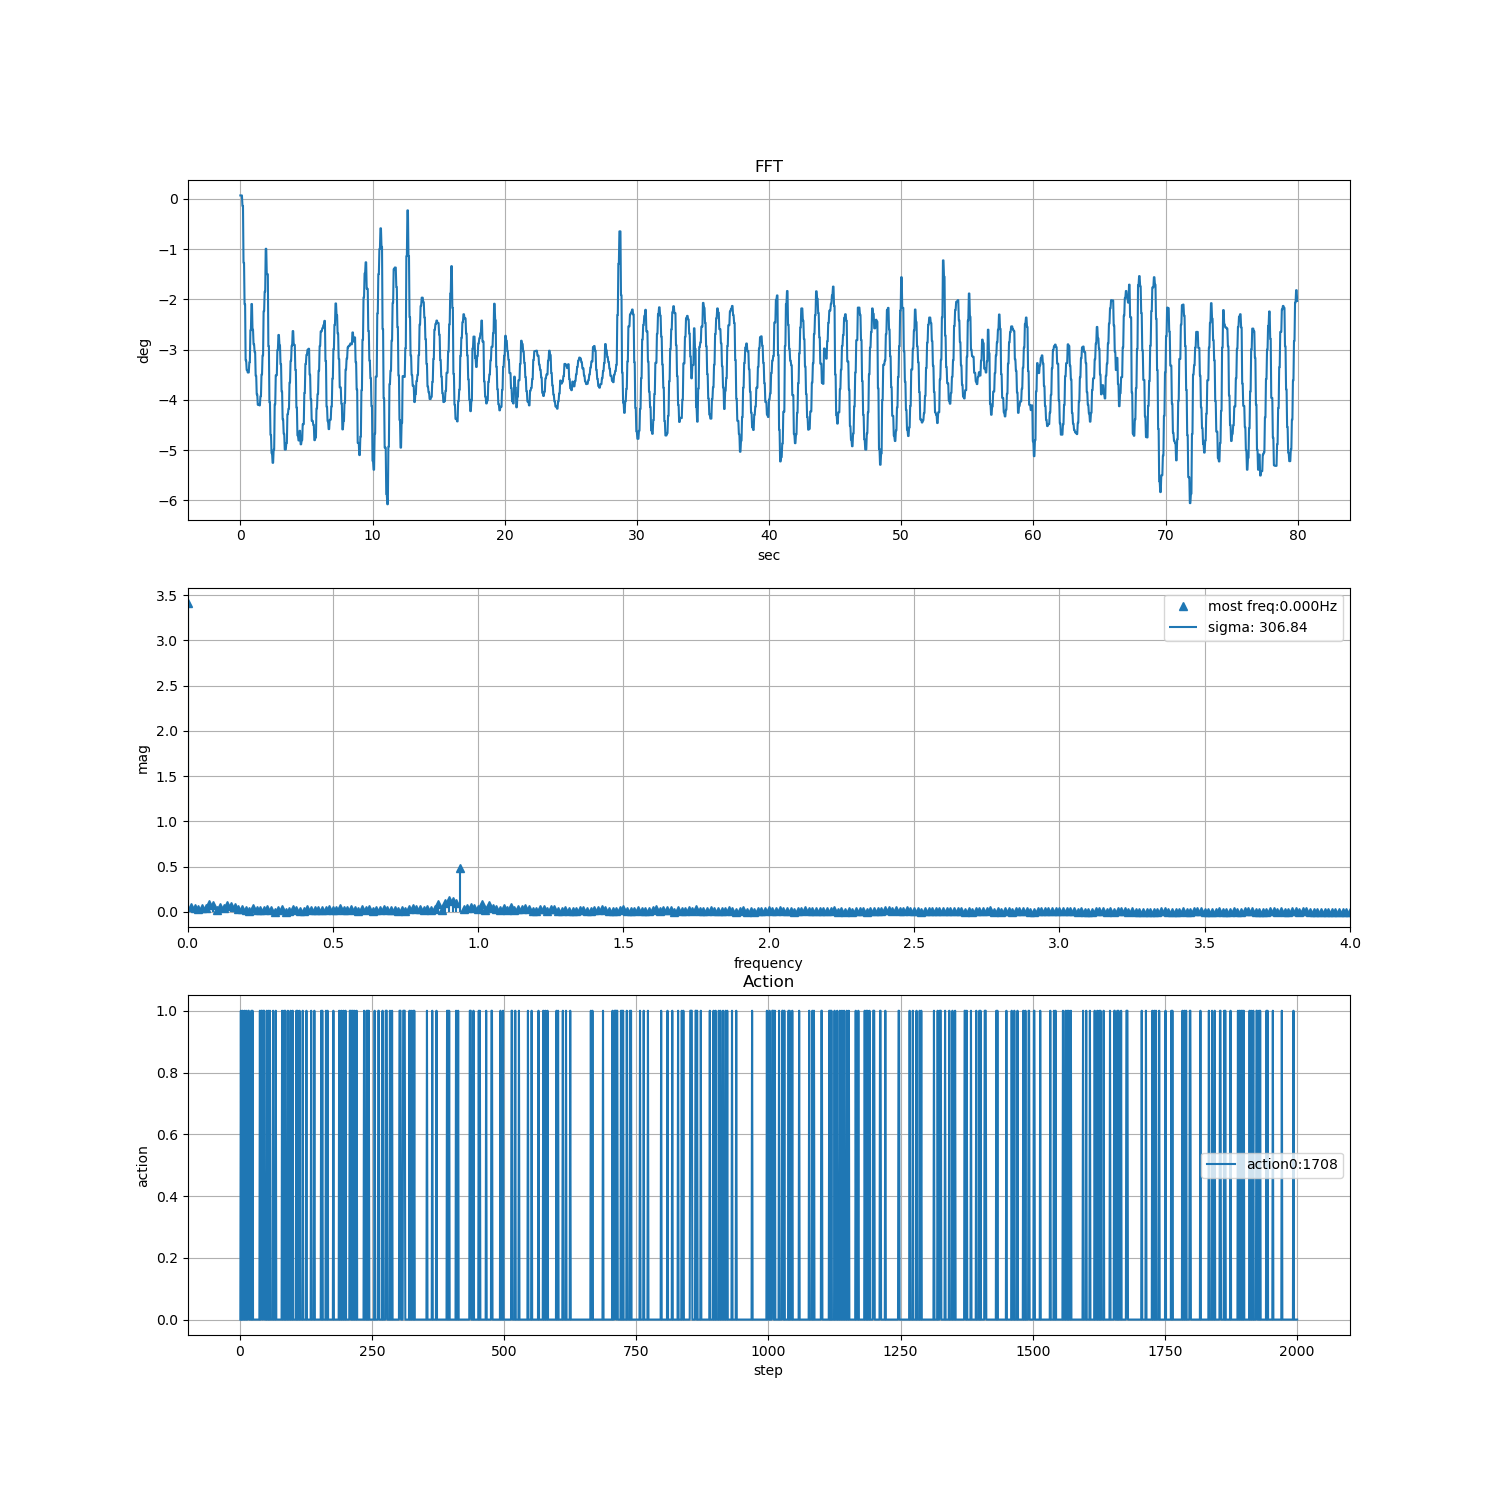 FFT
0
−1
−2
−3
−4
−5
−6
deg
0 10 20 30 40 50 60 70 80
sec
3.5
3.0
2.5
2.0
1.5
1.0
0.5
0.0
mag
most freq:0.000Hz
sigma: 306.84
0.0 0.5 1.0 1.5 2.0 2.5 3.0 3.5 4.0
frequency
Action
1.0
0.8
0.6
0.4
0.2
0.0
action
action0:1708
0 250 500 750 1000 1250 1500 1750 2000
step